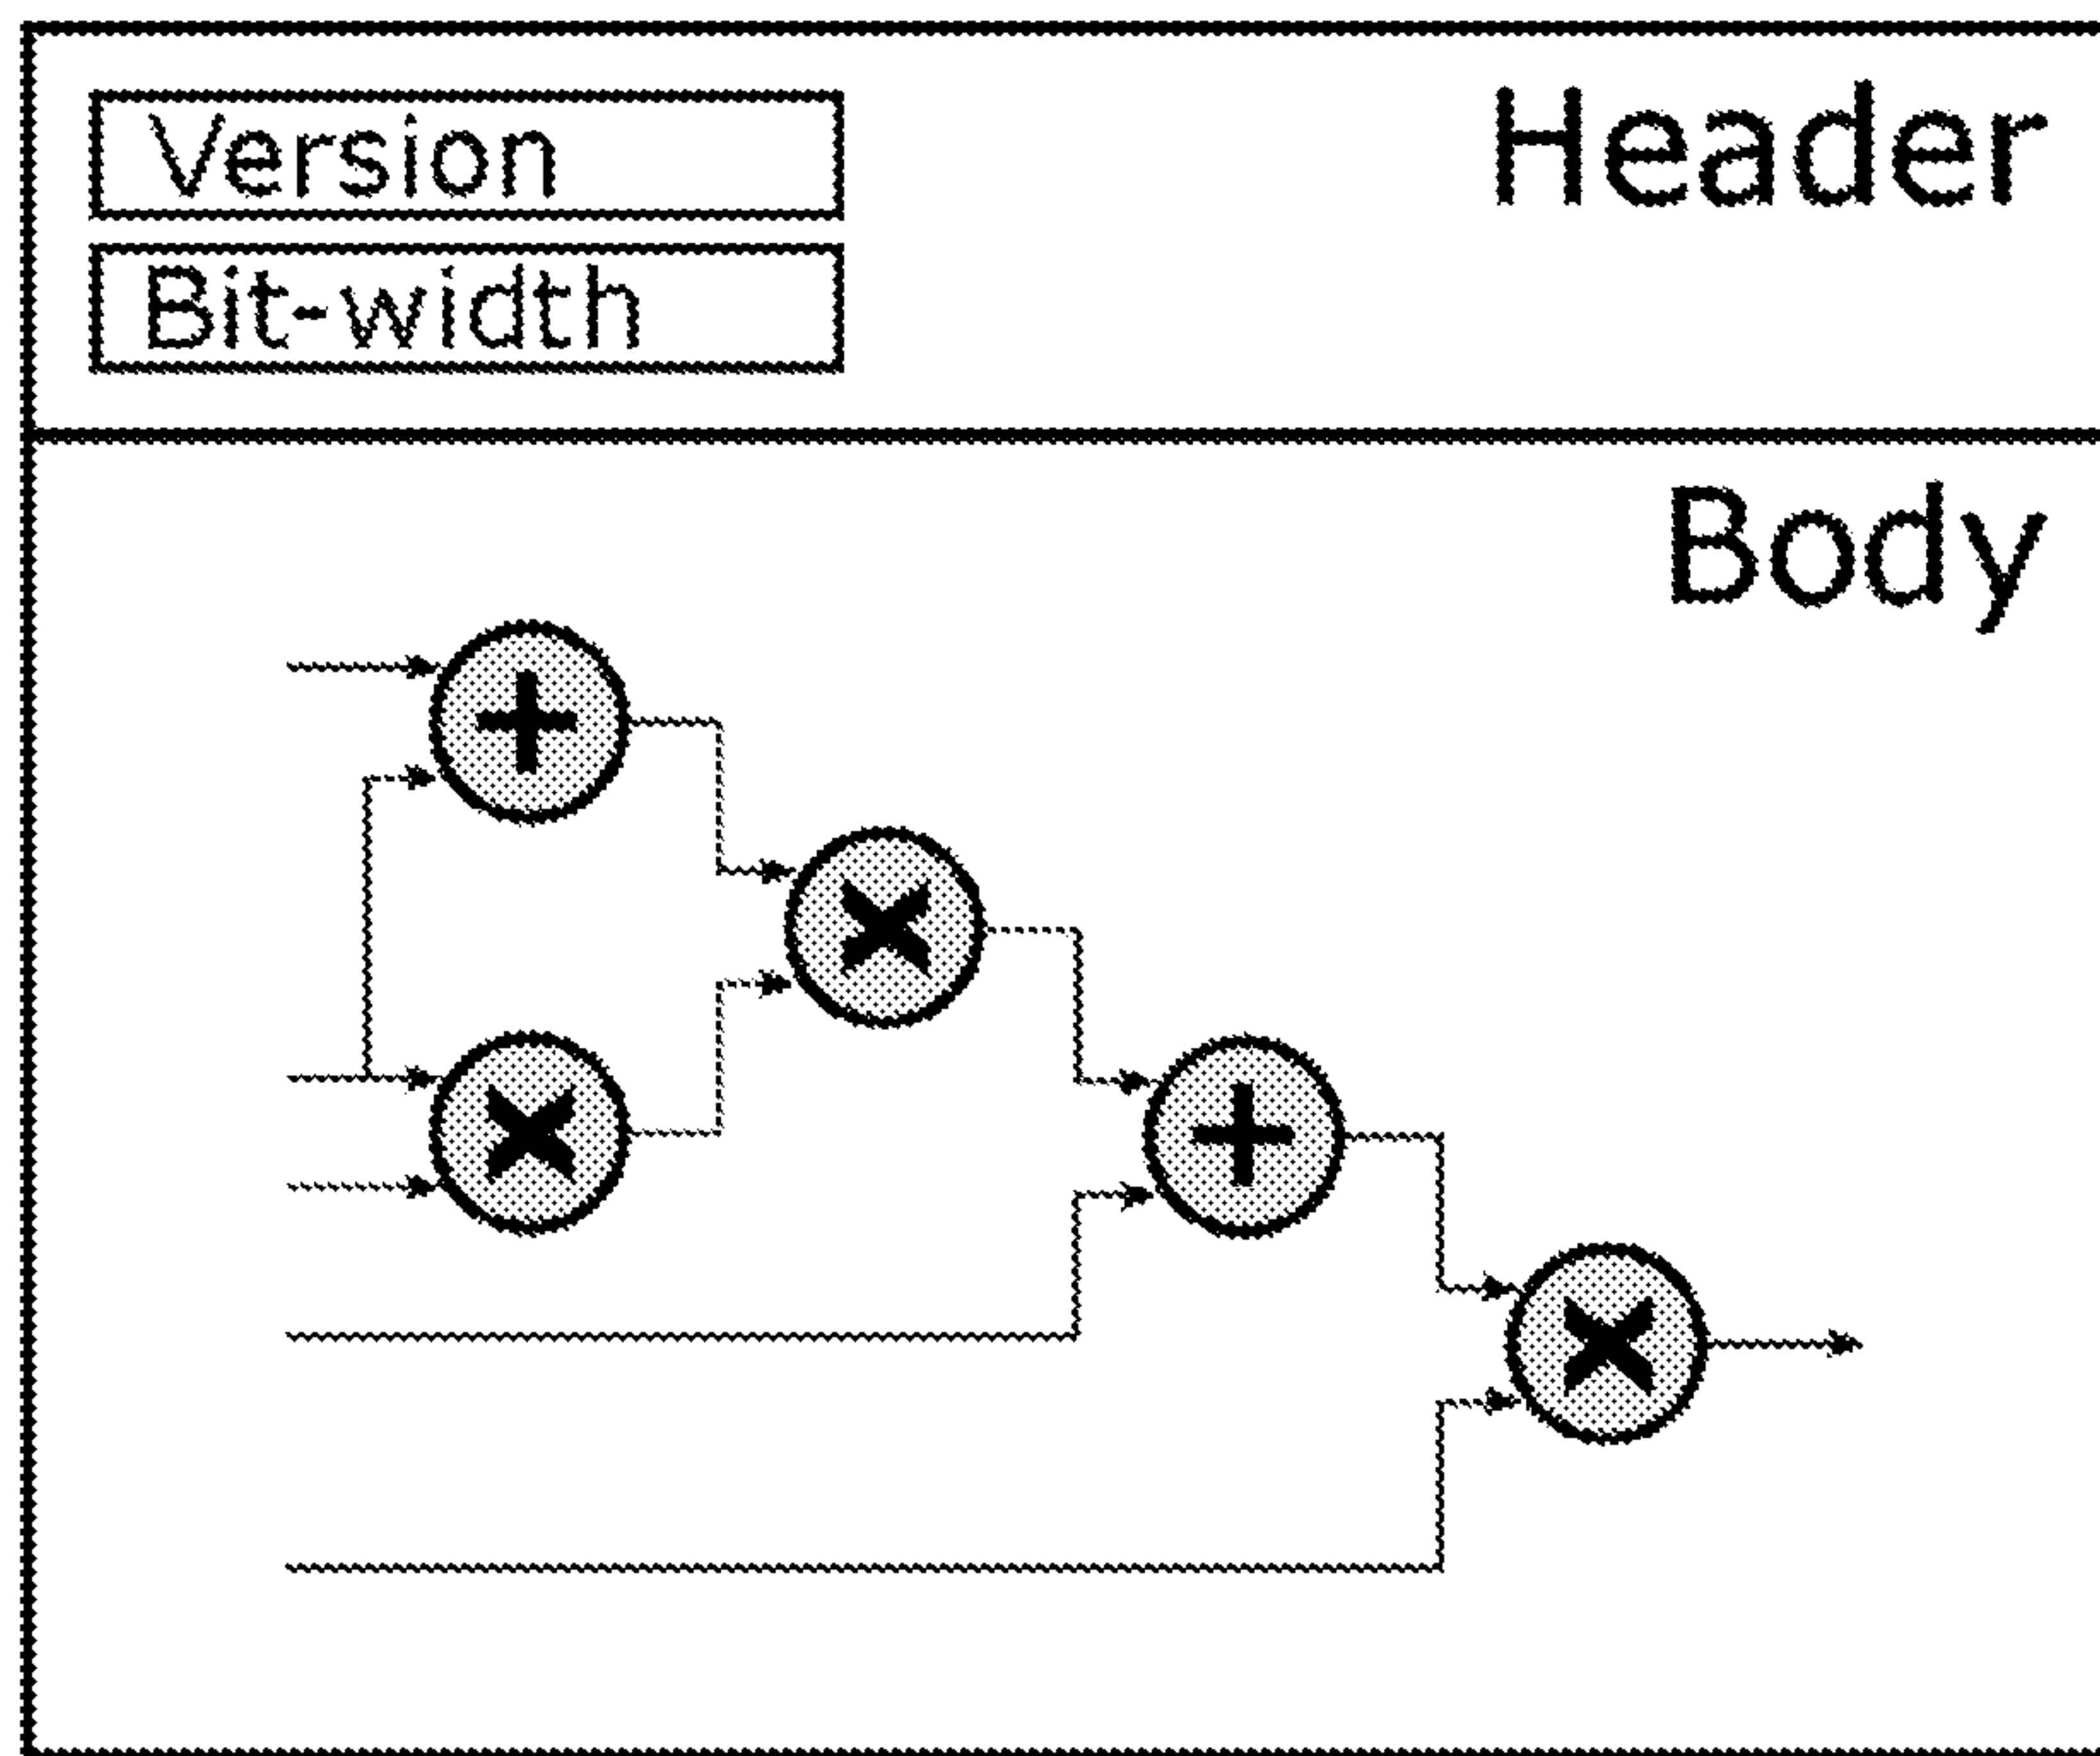 Header
Version
Bit-width
Body
+
×
×
+
×